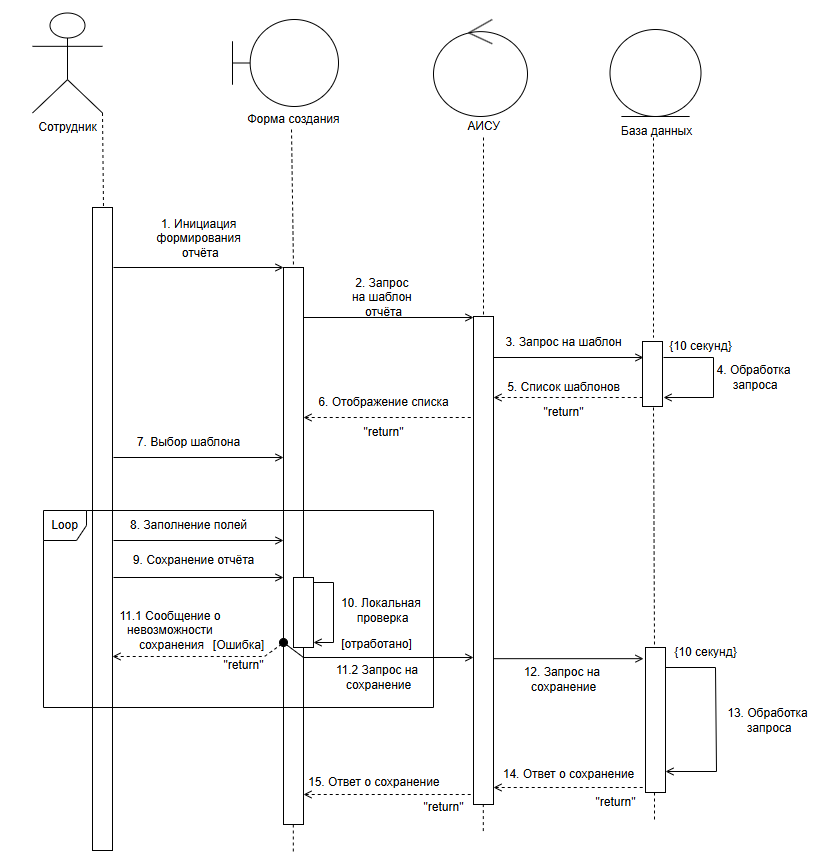 Сотрудник
Форма создания
АИСУ
База данных
1. Инициация
формирования
отчёта
2. Запрос
на шаблон
отчёта
3. Запрос на шаблон
{10 секунд}
4. Обработка
запроса
5. Список шаблонов
"return"
6. Отображение списка
"return"
7. Выбор шаблона
Loop
8. Заполнение полей
9. Сохранение отчёта
10. Локальная
проверка
11.1 Сообщение о
невозможности
сохранения [Ошибка]
"return"
[отработано]
11.2 Запрос на
сохранение
12. Запрос на
сохранение
{10 секунд}
13. Обработка
запроса
14. Ответ о сохранение
"return"
15. Ответ о сохранение
"return"